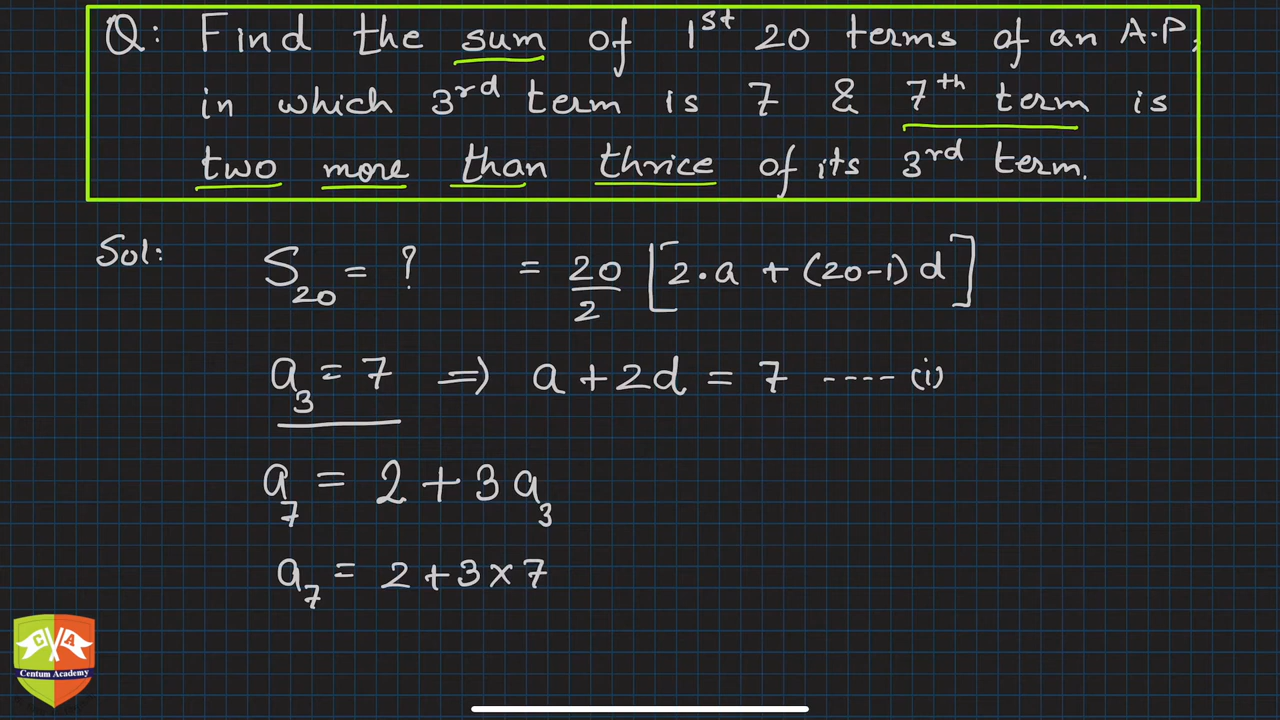 Q: Find the sum of 1st 20 terms of an A.P,
in which 3rd term is 7 & 7th term is
two more than thrice of its 3rd term.
Sol: S₂₀ = ? = 20/2 [2·a + (20-1)d]
a₃ = 7 ⇒ a + 2d = 7 ---- (i)
a₇ = 2 + 3a₃
a₇ = 2 + 3 × 7
C A
Centum Academy